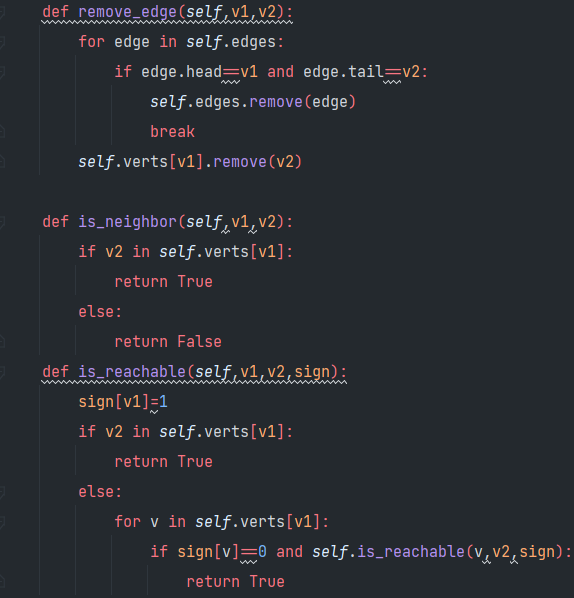 def remove_edge(self,v1,v2):
    for edge in self.edges:
        if edge.head==v1 and edge.tail==v2:
            self.edges.remove(edge)
            break
    self.verts[v1].remove(v2)

def is_neighbor(self,v1,v2):
    if v2 in self.verts[v1]:
        return True
    else:
        return False
def is_reachable(self,v1,v2,sign):
    sign[v1]=1
    if v2 in self.verts[v1]:
        return True
    else:
        for v in self.verts[v1]:
            if sign[v]==0 and self.is_reachable(v,v2,sign):
                return True